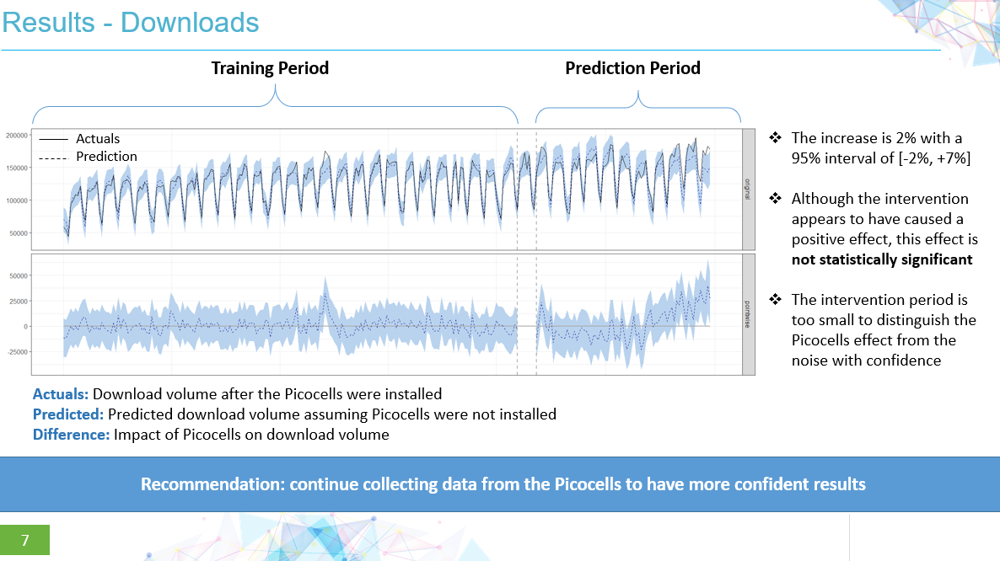 Results - Downloads
Training Period
Prediction Period
200000
150000
100000
50000
Actuals
Prediction
original
50000
25000
0
-25000
pointwise
❖ The increase is 2% with a
95% interval of [-2%, +7%]
❖ Although the intervention
appears to have caused a
positive effect, this effect is
not statistically significant
❖ The intervention period is
too small to distinguish the
Picocells effect from the
noise with confidence
Actuals: Download volume after the Picocells were installed
Predicted: Predicted download volume assuming Picocells were not installed
Difference: Impact of Picocells on download volume
Recommendation: continue collecting data from the Picocells to have more confident results
7